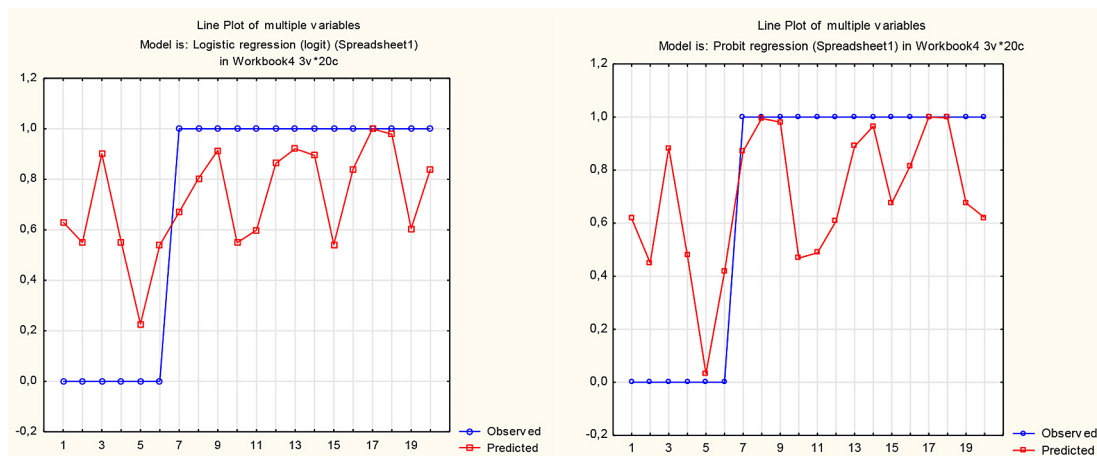 Line Plot of multiple variables
Model is: Logistic regression (logit) (Spreadsheet1)
in Workbook4 3v*20c
1,2
1,0
0,8
0,6
0,4
0,2
0,0
-0,2
1 3 5 7 9 11 13 15 17 19
Observed
Predicted
Line Plot of multiple variables
Model is: Probit regression (Spreadsheet1) in Workbook4 3v*20c
1,2
1,0
0,8
0,6
0,4
0,2
0,0
-0,2
1 3 5 7 9 11 13 15 17 19
Observed
Predicted